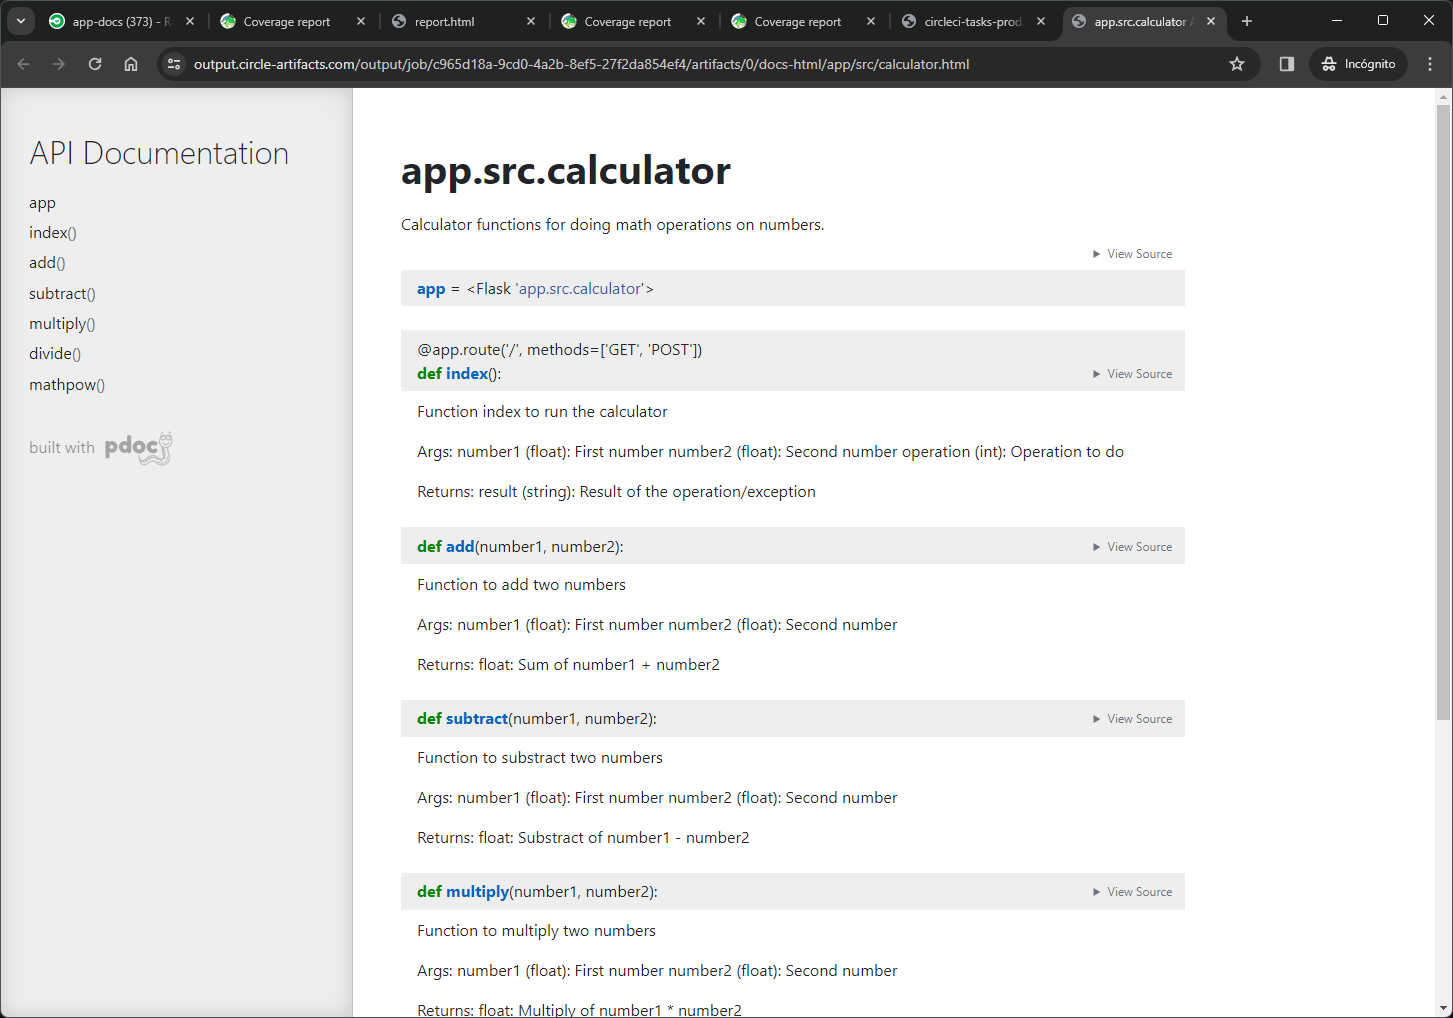 app-docs (373) - R
Coverage report
report.html
Coverage report
Coverage report
circleci-tasks-prod.
app.src.calculator A
output.circle-artifacts.com/output/job/c965d18a-9cd0-4a2b-8ef5-27f2da854ef4/artifacts/0/docs-html/app/src/calculator.html
Incógnito
API Documentation
app
index()
add()
subtract()
multiply()
divide()
mathpow()
built with pdoc
app.src.calculator
Calculator functions for doing math operations on numbers.
View Source
app = <Flask 'app.src.calculator'>
@app.route('/', methods=['GET', 'POST'])
def index():
View Source
Function index to run the calculator
Args: number1 (float): First number number2 (float): Second number operation (int): Operation to do
Returns: result (string): Result of the operation/exception
def add(number1, number2):
View Source
Function to add two numbers
Args: number1 (float): First number number2 (float): Second number
Returns: float: Sum of number1 + number2
def subtract(number1, number2):
View Source
Function to substract two numbers
Args: number1 (float): First number number2 (float): Second number
Returns: float: Substract of number1 - number2
def multiply(number1, number2):
View Source
Function to multiply two numbers
Args: number1 (float): First number number2 (float): Second number
Returns: float: Multiply of number1 * number2